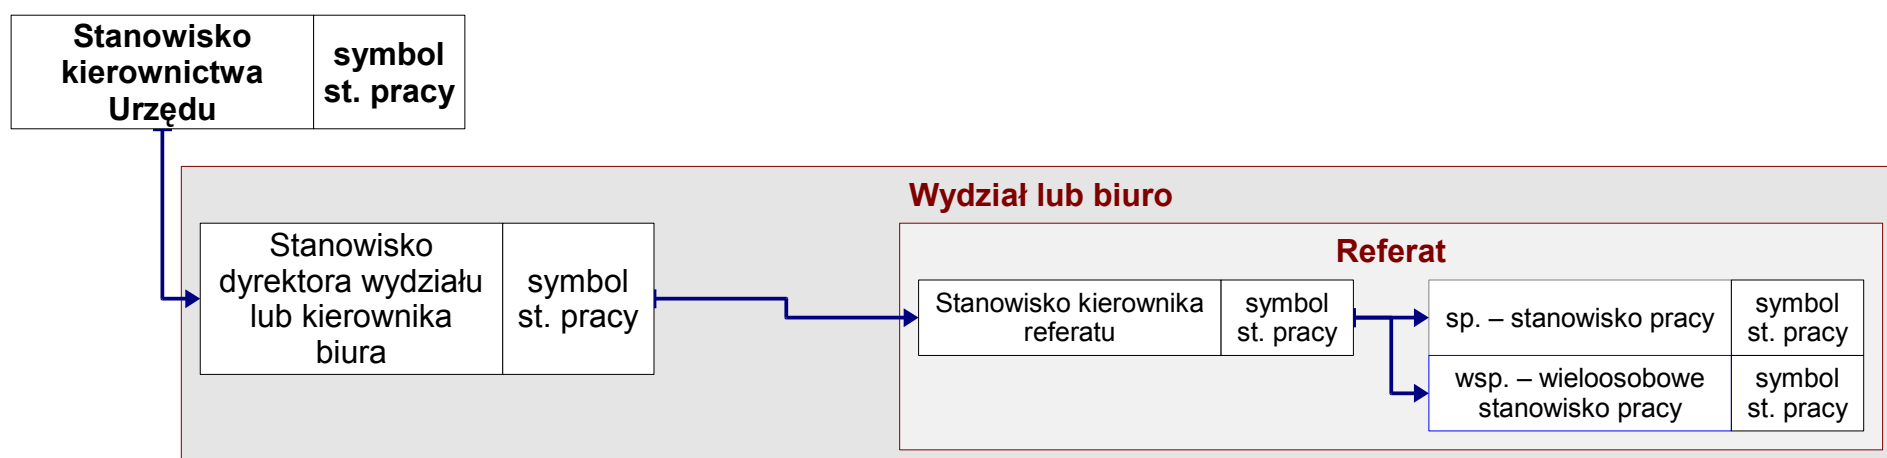 Stanowisko
kierownictwa
Urzędu
symbol
st. pracy
Wydział lub biuro
Stanowisko
dyrektora wydziału
lub kierownika
biura
symbol
st. pracy
Referat
Stanowisko kierownika
referatu
symbol
st. pracy
sp. – stanowisko pracy
symbol
st. pracy
wsp. – wieloosobowe
stanowisko pracy
symbol
st. pracy